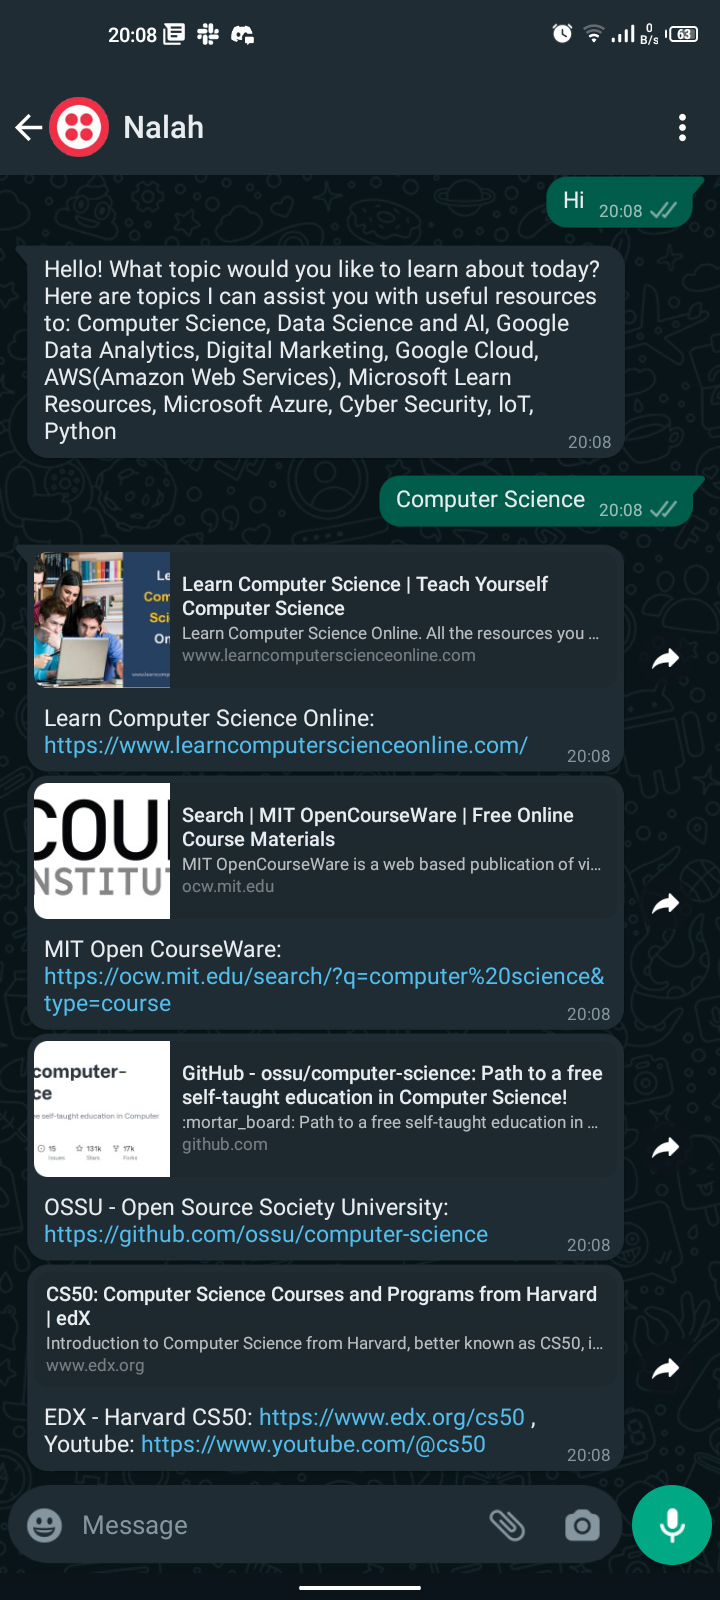 20:08
0
B/s
63
Nalah
Hi
20:08
Hello! What topic would you like to learn about today?
Here are topics I can assist you with useful resources
to: Computer Science, Data Science and AI, Google
Data Analytics, Digital Marketing, Google Cloud,
AWS(Amazon Web Services), Microsoft Learn
Resources, Microsoft Azure, Cyber Security, IoT,
Python
20:08
Computer Science
20:08
Le
Com
Sci
On
Learn Computer Science | Teach Yourself
Computer Science
Learn Computer Science Online. All the resources you ...
www.learncomputerscienceonline.com
Learn Computer Science Online:
https://www.learncomputerscienceonline.com/
20:08
COU
NSTITUT
Search | MIT OpenCourseWare | Free Online
Course Materials
MIT OpenCourseWare is a web based publication of vi...
ocw.mit.edu
MIT Open CourseWare:
https://ocw.mit.edu/search/?q=computer%20science&
type=course
20:08
computer-
ce
e self-taught education in Computer
15
131k
17k
Issues
Stars
Forks
GitHub - ossu/computer-science: Path to a free
self-taught education in Computer Science!
:mortar_board: Path to a free self-taught education in ...
github.com
OSSU - Open Source Society University:
https://github.com/ossu/computer-science
20:08
CS50: Computer Science Courses and Programs from Harvard
| edX
Introduction to Computer Science from Harvard, better known as CS50, i...
www.edx.org
EDX - Harvard CS50: https://www.edx.org/cs50 ,
Youtube: https://www.youtube.com/@cs50
20:08
Message